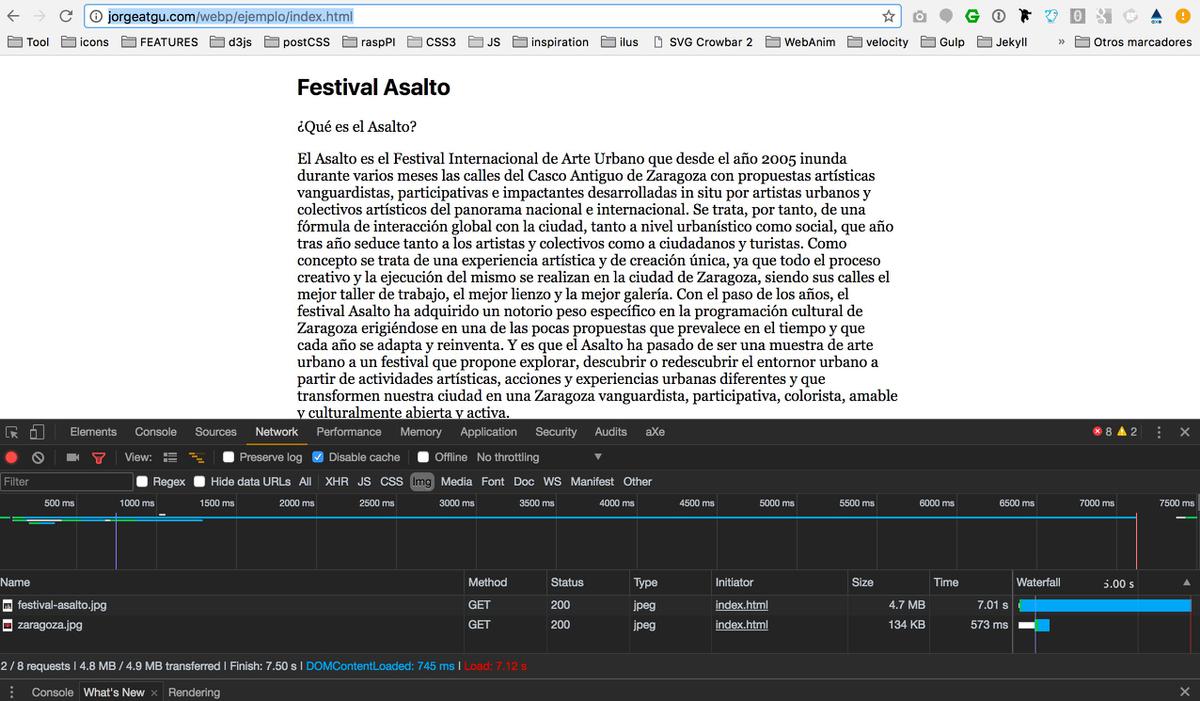 jorgeatgu.com/webp/ejemplo/index.html
Tool icons FEATURES d3js postCSS raspPI CSS3 JS inspiration ilus SVG Crowbar 2 WebAnim velocity Gulp Jekyll » Otros marcadores
Festival Asalto
¿Qué es el Asalto?
El Asalto es el Festival Internacional de Arte Urbano que desde el año 2005 inunda
durante varios meses las calles del Casco Antiguo de Zaragoza con propuestas artísticas
vanguardistas, participativas e impactantes desarrolladas in situ por artistas urbanos y
colectivos artísticos del panorama nacional e internacional. Se trata, por tanto, de una
fórmula de interacción global con la ciudad, tanto a nivel urbanístico como social, que año
tras año seduce tanto a los artistas y colectivos como a ciudadanos y turistas. Como
concepto se trata de una experiencia artística y de creación única, ya que todo el proceso
creativo y la ejecución del mismo se realizan en la ciudad de Zaragoza, siendo sus calles el
mejor taller de trabajo, el mejor lienzo y la mejor galería. Con el paso de los años, el
festival Asalto ha adquirido un notorio peso específico en la programación cultural de
Zaragoza erigiéndose en una de las pocas propuestas que prevalece en el tiempo y que
cada año se adapta y reinventa. Y es que el Asalto ha pasado de ser una muestra de arte
urbano a un festival que propone explorar, descubrir o redescubrir el entornor urbano a
partir de actividades artísticas, acciones y experiencias urbanas diferentes y que
transformen nuestra ciudad en una Zaragoza vanguardista, participativa, colorista, amable
y culturalmente abierta y activa.
Elements Console Sources Network Performance Memory Application Security Audits aXe 8 2
View: Preserve log Disable cache Offline No throttling
Filter Regex Hide data URLs All XHR JS CSS Img Media Font Doc WS Manifest Other
500 ms 1000 ms 1500 ms 2000 ms 2500 ms 3000 ms 3500 ms 4000 ms 4500 ms 5000 ms 5500 ms 6000 ms 6500 ms 7000 ms 7500 ms
Name Method Status Type Initiator Size Time Waterfall 5.00 s
festival-asalto.jpg GET 200 jpeg index.html 4.7 MB 7.01 s
zaragoza.jpg GET 200 jpeg index.html 134 KB 573 ms
2 / 8 requests | 4.8 MB / 4.9 MB transferred | Finish: 7.50 s | DOMContentLoaded: 745 ms | Load: 7.12 s
Console What's New × Rendering